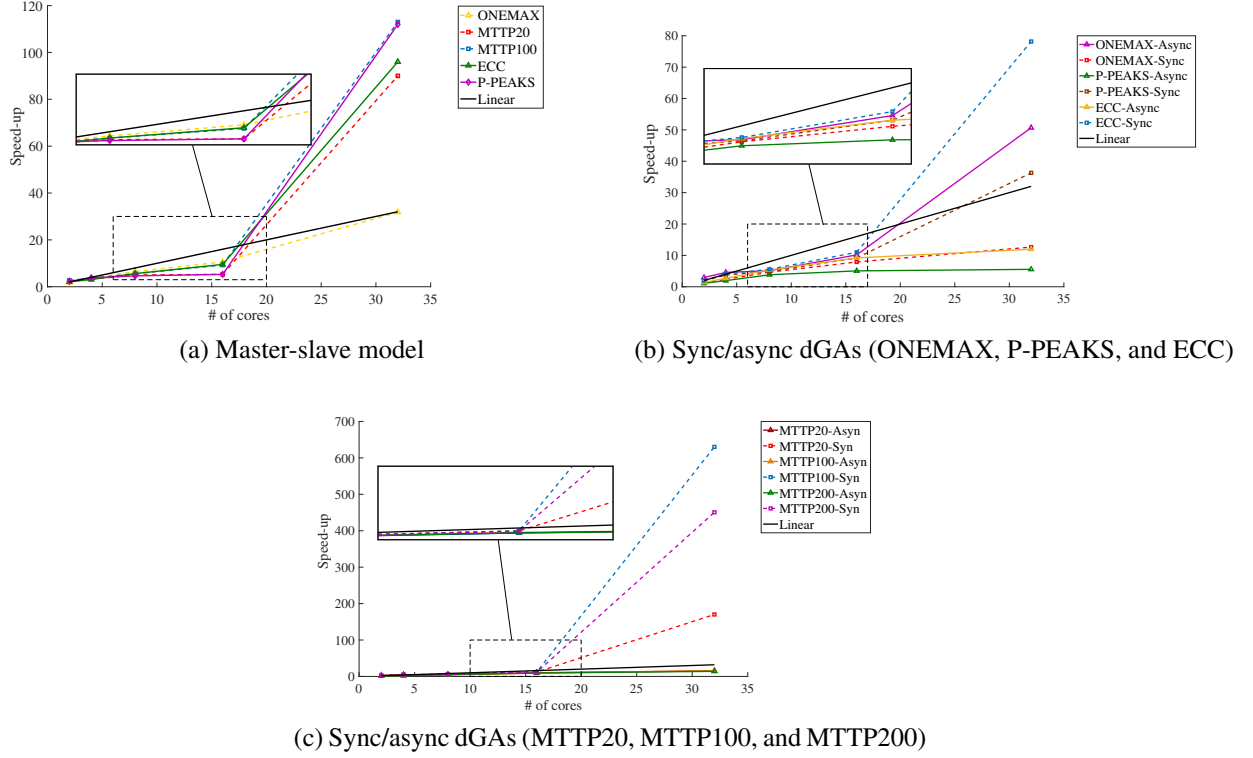 120
100
80
60
40
20
0
Speed-up
0 5 10 15 20 25 30 35
# of cores
ONEMAX
MTTP20
MTTP100
ECC
P-PEAKS
Linear
(a) Master-slave model
80
70
60
50
40
30
20
10
0
Speed-up
0 5 10 15 20 25 30 35
# of cores
ONEMAX-Async
ONEMAX-Sync
P-PEAKS-Async
P-PEAKS-Sync
ECC-Async
ECC-Sync
Linear
(b) Sync/async dGAs (ONEMAX, P-PEAKS, and ECC)
700
600
500
400
300
200
100
0
Speed-up
0 5 10 15 20 25 30 35
# of cores
MTTP20-Asyn
MTTP20-Syn
MTTP100-Asyn
MTTP100-Syn
MTTP200-Asyn
MTTP200-Syn
Linear
(c) Sync/async dGAs (MTTP20, MTTP100, and MTTP200)